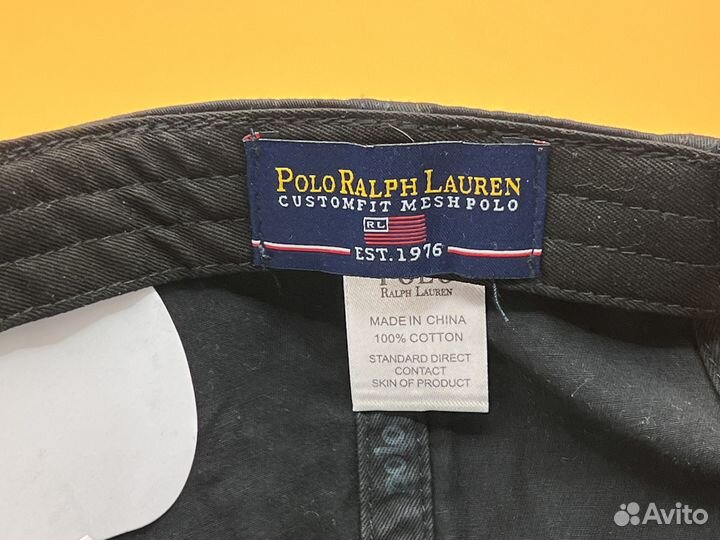 POLO RALPH LAUREN
CUSTOMFIT MESHPOLO
RL
EST.1976
POLO
RALPH LAUREN
MADE IN CHINA
100% COTTON
STANDARD DIRECT
CONTACT
SKIN OF PRODUCT
polo
Avito